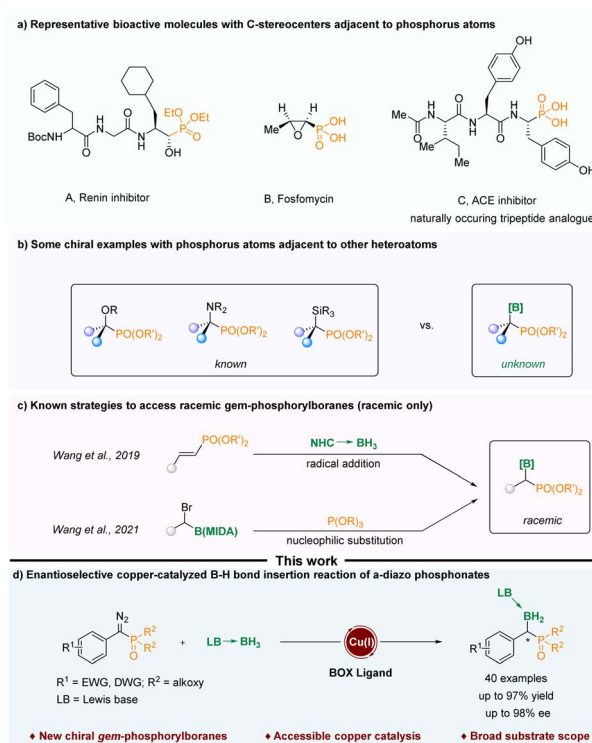 a) Representative bioactive molecules with C-stereocenters adjacent to phosphorus atoms
BocHN
O
H
N
O
N
H
EtO
OEt
P
O
OH
A, Renin inhibitor
H
H
Me
O
O
P
OH
OH
B, Fosfomycin
OH
Me
O
H
N
Me
Me
O
N
H
O
H
N
O
P
OH
OH
OH
C, ACE inhibitor
naturally occuring tripeptide analogue
b) Some chiral examples with phosphorus atoms adjacent to other heteroatoms
OR
PO(OR')2
NR2
PO(OR')2
SiR3
PO(OR')2
known
vs.
[B]
PO(OR')2
unknown
c) Known strategies to access racemic gem-phosphorylboranes (racemic only)
Wang et al., 2019
PO(OR')2
NHC → BH3
radical addition
Wang et al., 2021
Br
B(MIDA)
P(OR)3
nucleophilic substitution
[B]
PO(OR')2
racemic
This work
d) Enantioselective copper-catalyzed B-H bond insertion reaction of a-diazo phosphonates
R1
N2
P
O
R2
R2
+
LB → BH3
Cu(I)
BOX Ligand
LB
BH2
R1
*
P
O
R2
R2
R1 = EWG, DWG; R2 = alkoxy
LB = Lewis base
40 examples
up to 97% yield
up to 98% ee
♦ New chiral gem-phosphorylboranes
♦ Accessible copper catalysis
♦ Broad substrate scope